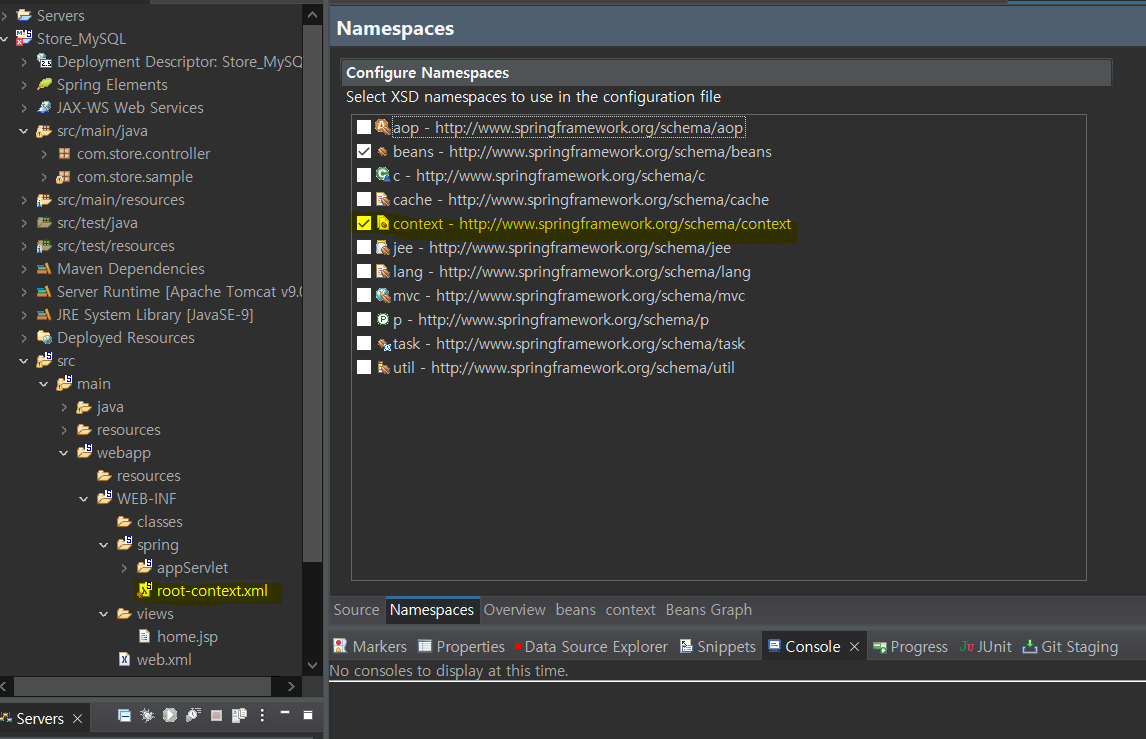 Servers
Store_MySQL
Deployment Descriptor: Store_MySQ
Spring Elements
JAX-WS Web Services
src/main/java
com.store.controller
com.store.sample
src/main/resources
src/test/java
src/test/resources
Maven Dependencies
Server Runtime [Apache Tomcat v9.0
JRE System Library [JavaSE-9]
Deployed Resources
src
main
java
resources
webapp
resources
WEB-INF
classes
spring
appServlet
root-context.xml
views
home.jsp
web.xml
Servers
Namespaces
Configure Namespaces
Select XSD namespaces to use in the configuration file
aop - http://www.springframework.org/schema/aop
beans - http://www.springframework.org/schema/beans
c - http://www.springframework.org/schema/c
cache - http://www.springframework.org/schema/cache
context - http://www.springframework.org/schema/context
jee - http://www.springframework.org/schema/jee
lang - http://www.springframework.org/schema/lang
mvc - http://www.springframework.org/schema/mvc
p - http://www.springframework.org/schema/p
task - http://www.springframework.org/schema/task
util - http://www.springframework.org/schema/util
Source Namespaces Overview beans context Beans Graph
Markers Properties Data Source Explorer Snippets Console Progress JUnit Git Staging
No consoles to display at this time.